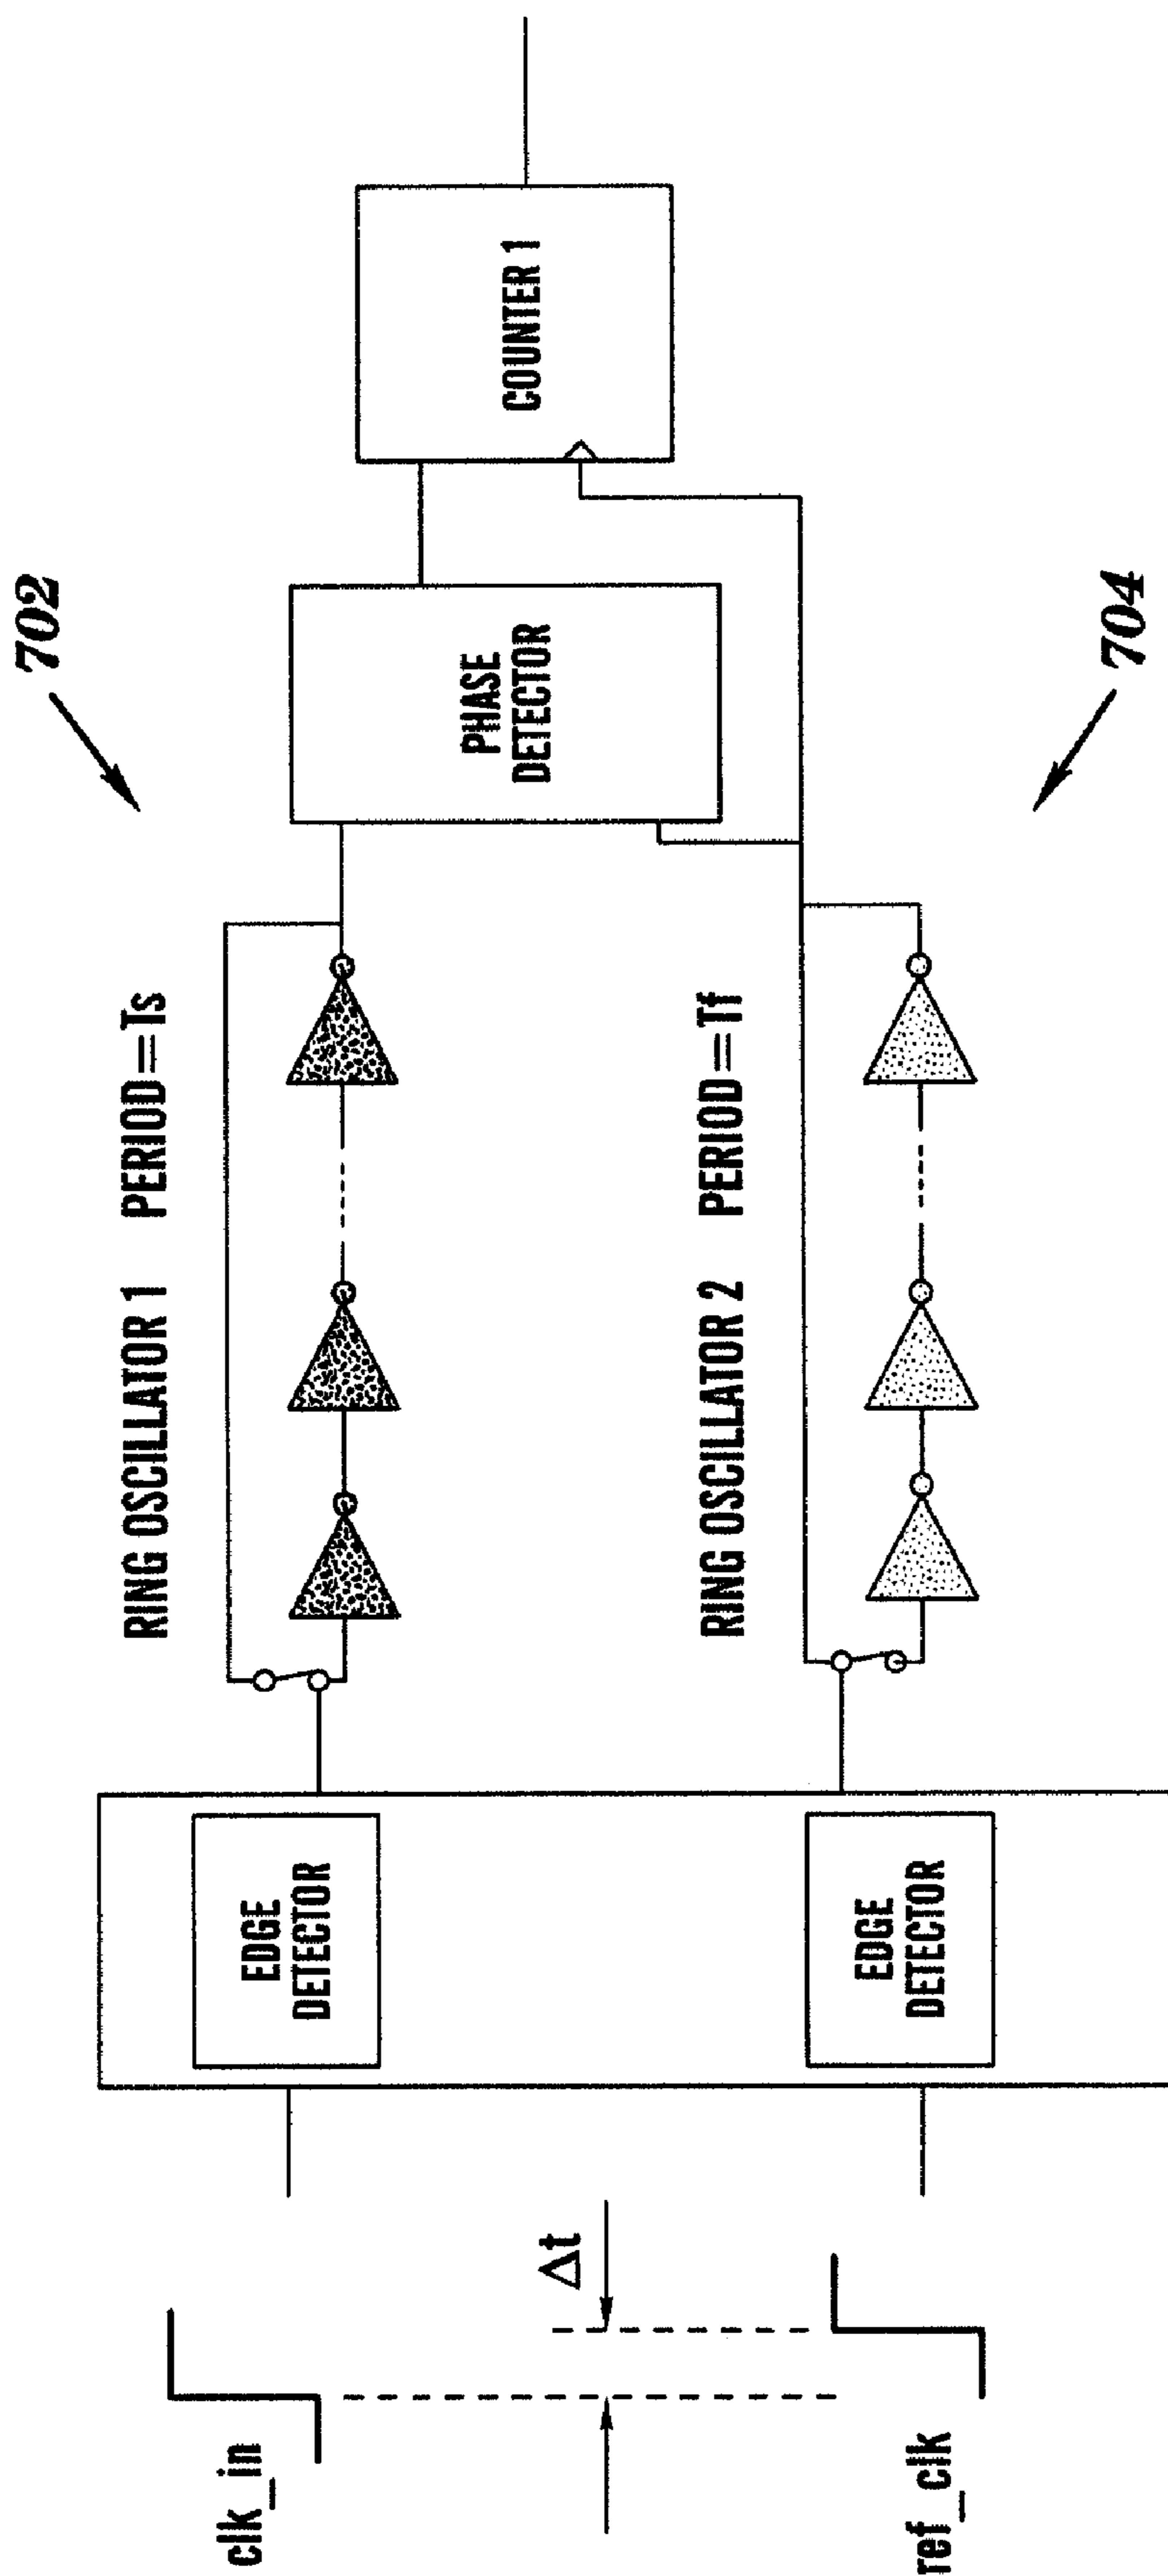 702
RING OSCILLATOR 1 PERIOD=Ts
clk_in
EDGE
DETECTOR
PHASE
DETECTOR
COUNTER 1
Δt
RING OSCILLATOR 2 PERIOD=Tf
ref_clk
EDGE
DETECTOR
704